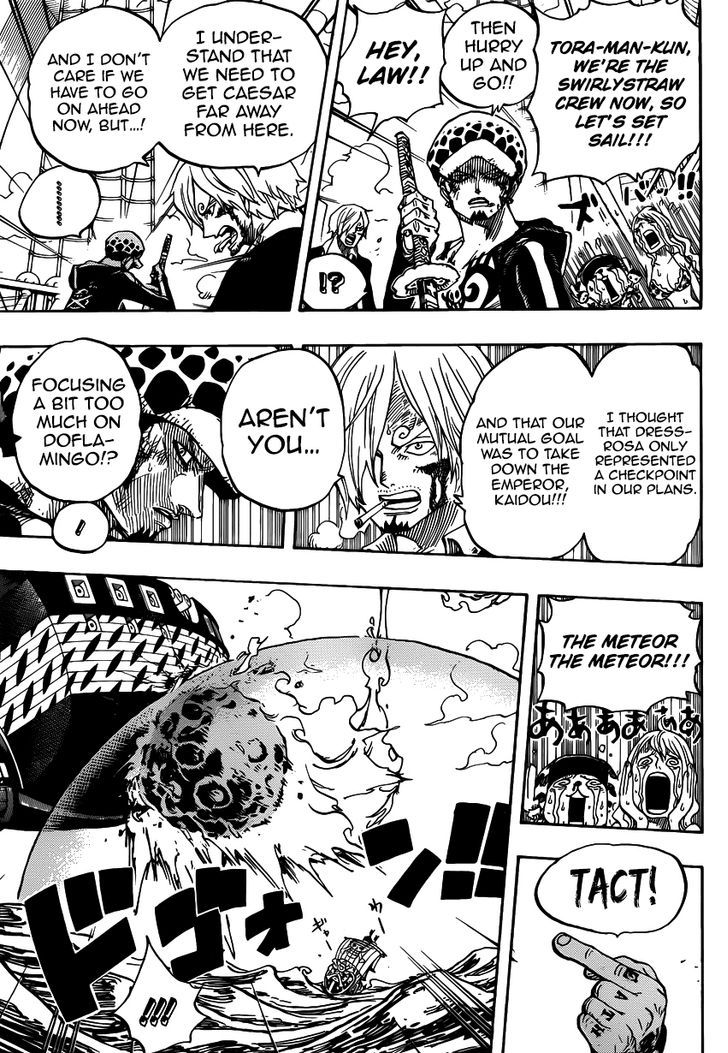 TORA-MAN-KUN,
WE'RE THE
SWIRLYSTRAW
CREW NOW, SO
LET'S SET
SAIL!!!
THEN
HURRY
UP AND
GO!!
HEY,
LAW!!
!?
I UNDER-
STAND THAT
WE NEED TO
GET CAESAR
FAR AWAY
FROM HERE.
AND I DON'T
CARE IF WE
HAVE TO GO
ON AHEAD
NOW, BUT...!
I THOUGHT
THAT DRESS-
ROSA ONLY
REPRESENTED
A CHECKPOINT
IN OUR PLANS.
AND THAT OUR
MUTUAL GOAL
WAS TO TAKE
DOWN THE
EMPEROR,
KAIDOU!!!
AREN'T
YOU...
FOCUSING
A BIT TOO
MUCH ON
DOFLA-
MINGO!?
!
THE METEOR
THE METEOR!!!
TACT!
ドゴォン!!
!!!